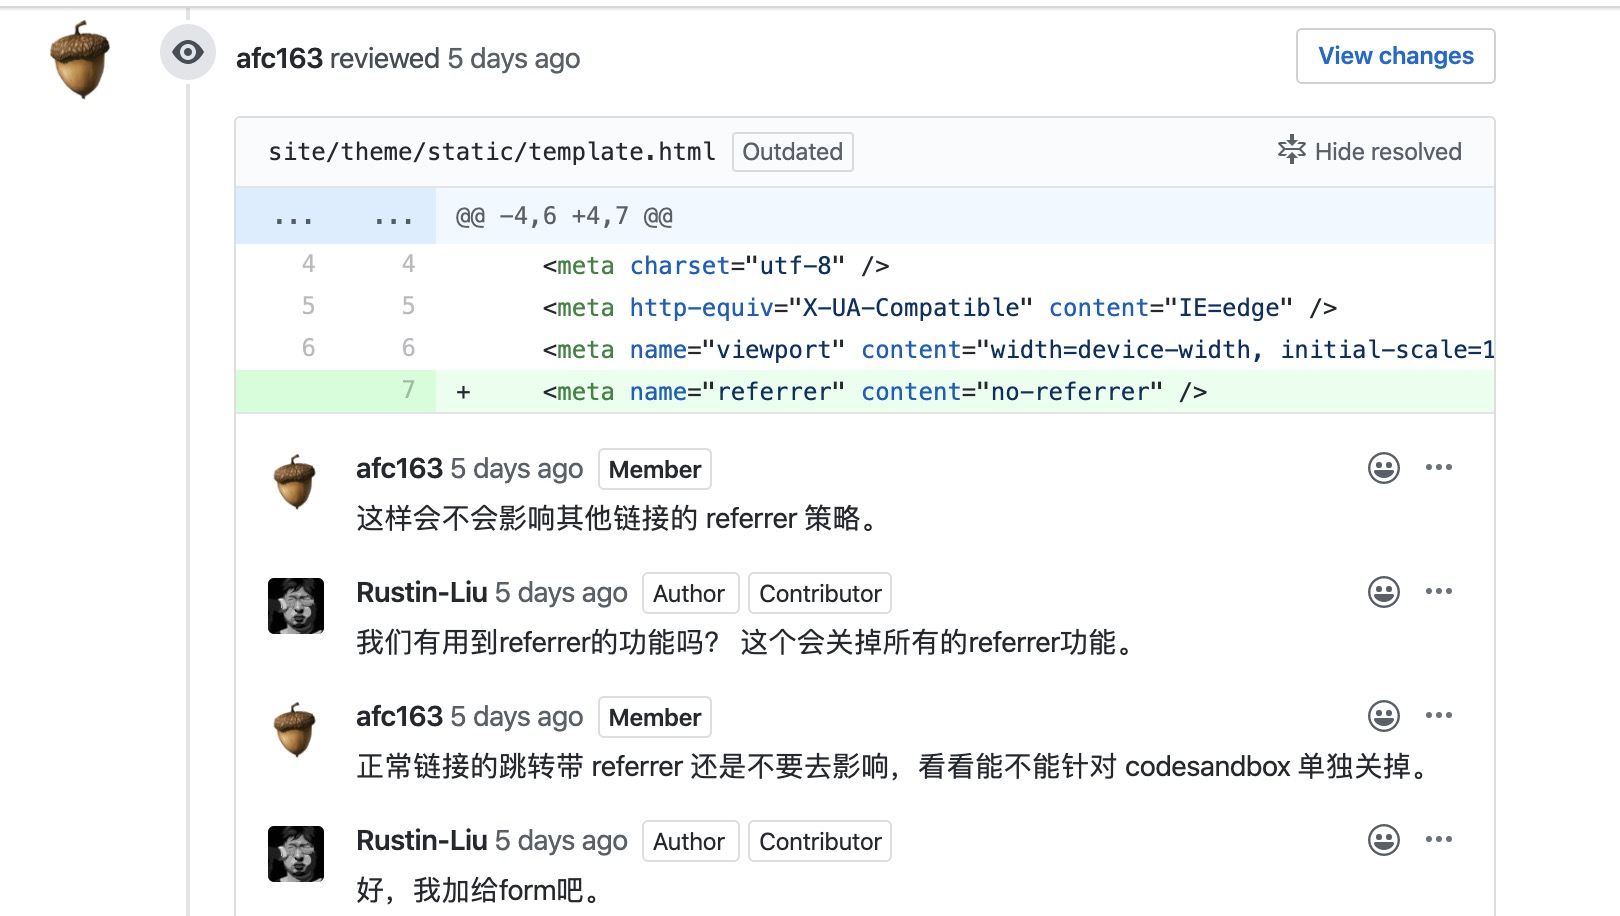 afc163 reviewed 5 days ago
View changes
site/theme/static/template.html Outdated
Hide resolved
... ... @@ -4,6 +4,7 @@
4 4 <meta charset="utf-8" />
5 5 <meta http-equiv="X-UA-Compatible" content="IE=edge" />
6 6 <meta name="viewport" content="width=device-width, initial-scale=1
7 + <meta name="referrer" content="no-referrer" />
afc163 5 days ago Member
这样会不会影响其他链接的 referrer 策略。
Rustin-Liu 5 days ago Author Contributor
我们有用到referrer的功能吗？ 这个会关掉所有的referrer功能。
afc163 5 days ago Member
正常链接的跳转带 referrer 还是不要去影响，看看能不能针对 codesandbox 单独关掉。
Rustin-Liu 5 days ago Author Contributor
好，我加给form吧。